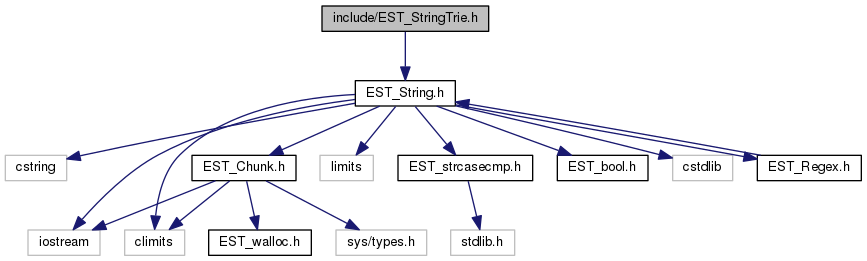 include/EST_StringTrie.h
EST_String.h
cstring
EST_Chunk.h
limits
EST_strcasecmp.h
EST_bool.h
cstdlib
EST_Regex.h
iostream
climits
EST_walloc.h
sys/types.h
stdlib.h